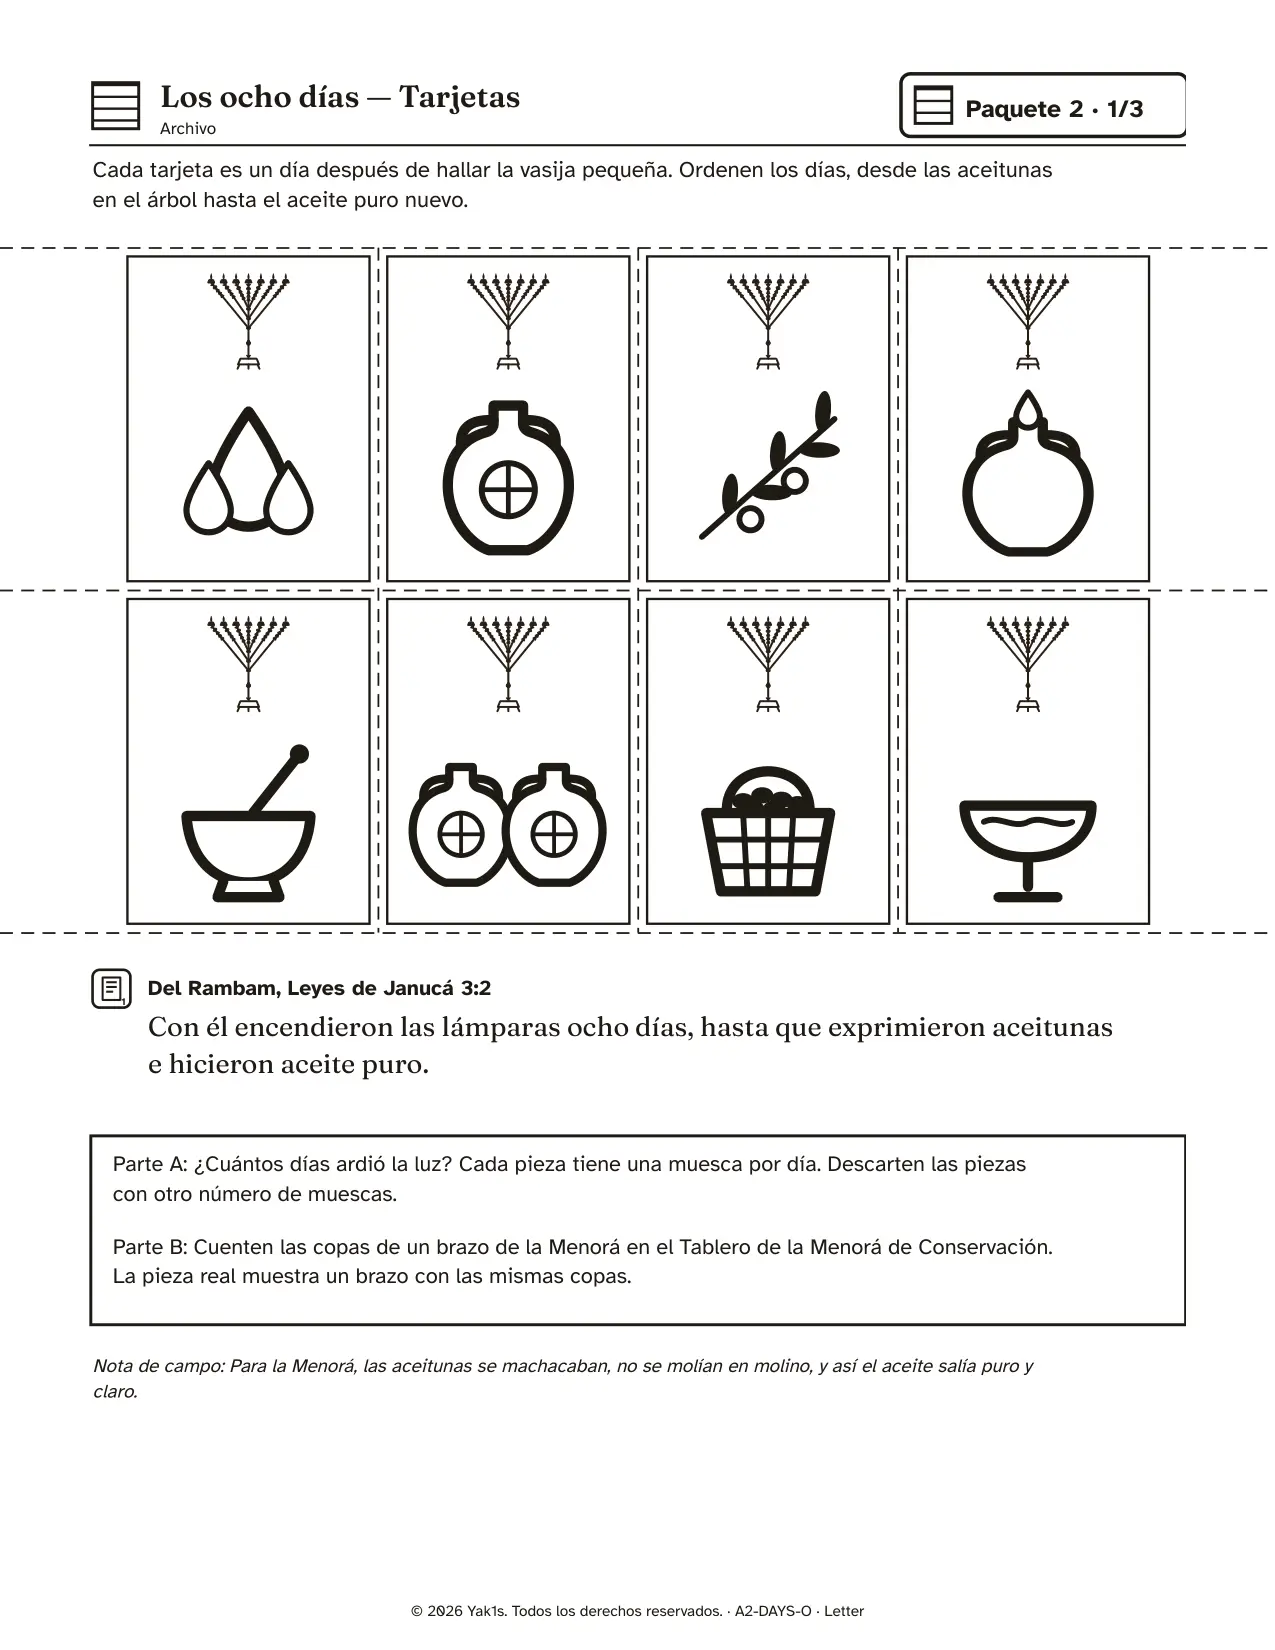 Los ocho días — Tarjetas
Archivo
Paquete 2 · 1/3
Cada tarjeta es un día después de hallar la vasija pequeña. Ordenen los días, desde las aceitunas
en el árbol hasta el aceite puro nuevo.
Del Rambam, Leyes de Janucá 3:2
Con él encendieron las lámparas ocho días, hasta que exprimieron aceitunas
e hicieron aceite puro.
Parte A: ¿Cuántos días ardió la luz? Cada pieza tiene una muesca por día. Descarten las piezas
con otro número de muescas.
Parte B: Cuenten las copas de un brazo de la Menorá en el Tablero de la Menorá de Conservación.
La pieza real muestra un brazo con las mismas copas.
Nota de campo: Para la Menorá, las aceitunas se machacaban, no se molían en molino, y así el aceite salía puro y
claro.
© 2026 Yak1s. Todos los derechos reservados. · A2-DAYS-O · Letter